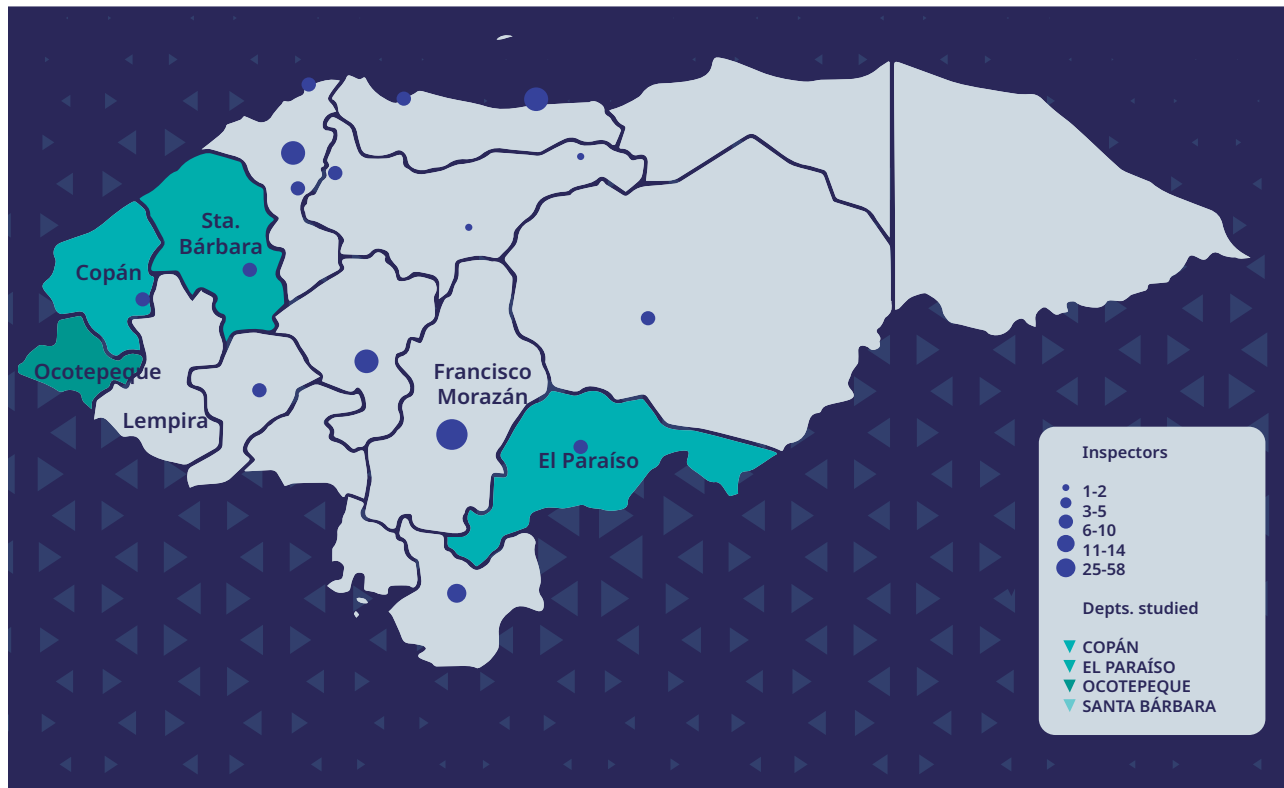 Sta.
Bárbara
Copán
Ocotepeque
Lempira
Francisco
Morazán
El Paraíso
Inspectors
1-2
3-5
6-10
11-14
25-58
Depts. studied
COPÁN
EL PARAÍSO
OCOTEPEQUE
SANTA BÁRBARA